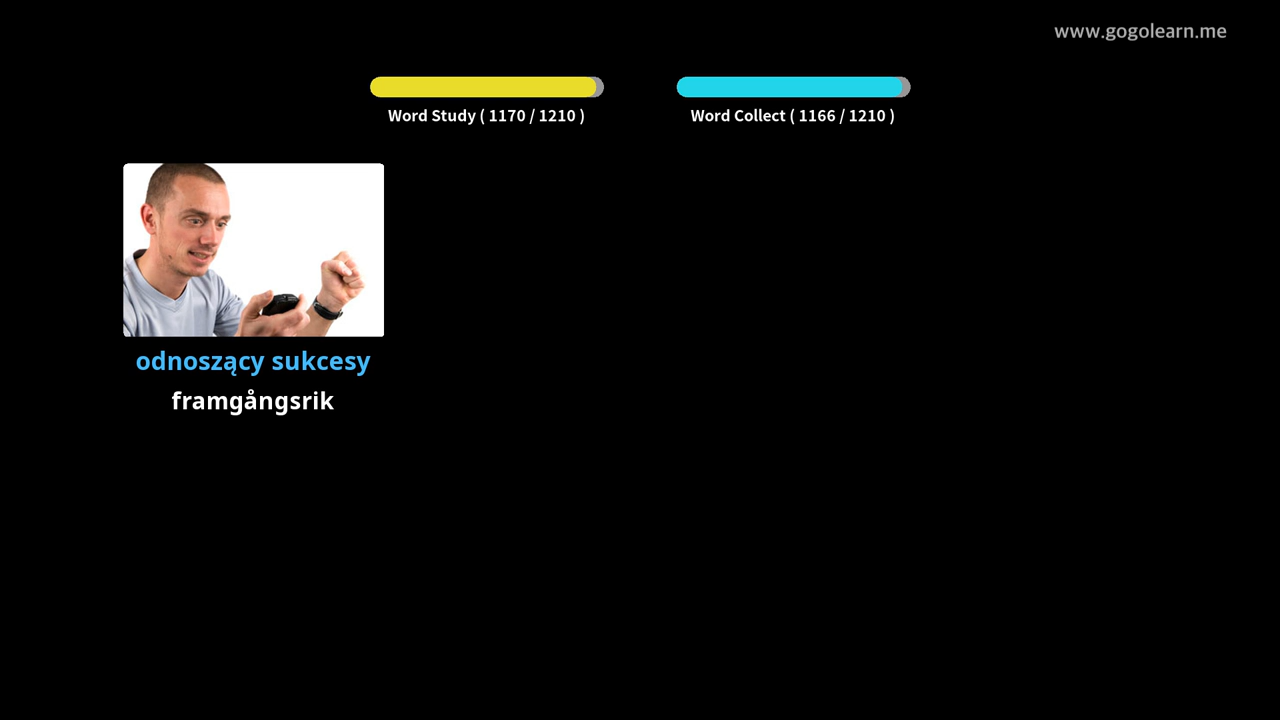 www.gogolearn.me
Word Study ( 1170 / 1210 )
Word Collect ( 1166 / 1210 )
odnoszący sukcesy
framgångsrik